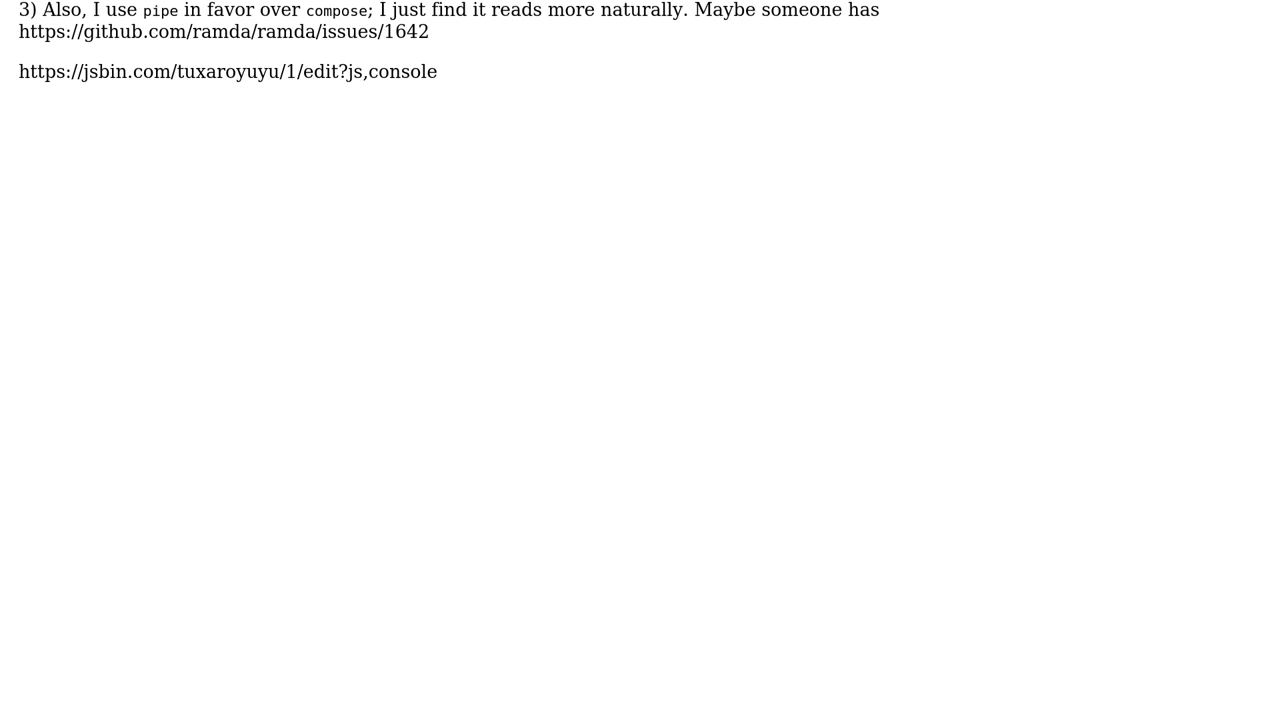 3) Also, I use pipe in favor over compose; I just find it reads more naturally. Maybe someone has
https://github.com/ramda/ramda/issues/1642
https://jsbin.com/tuxaroyuyu/1/edit?js,console